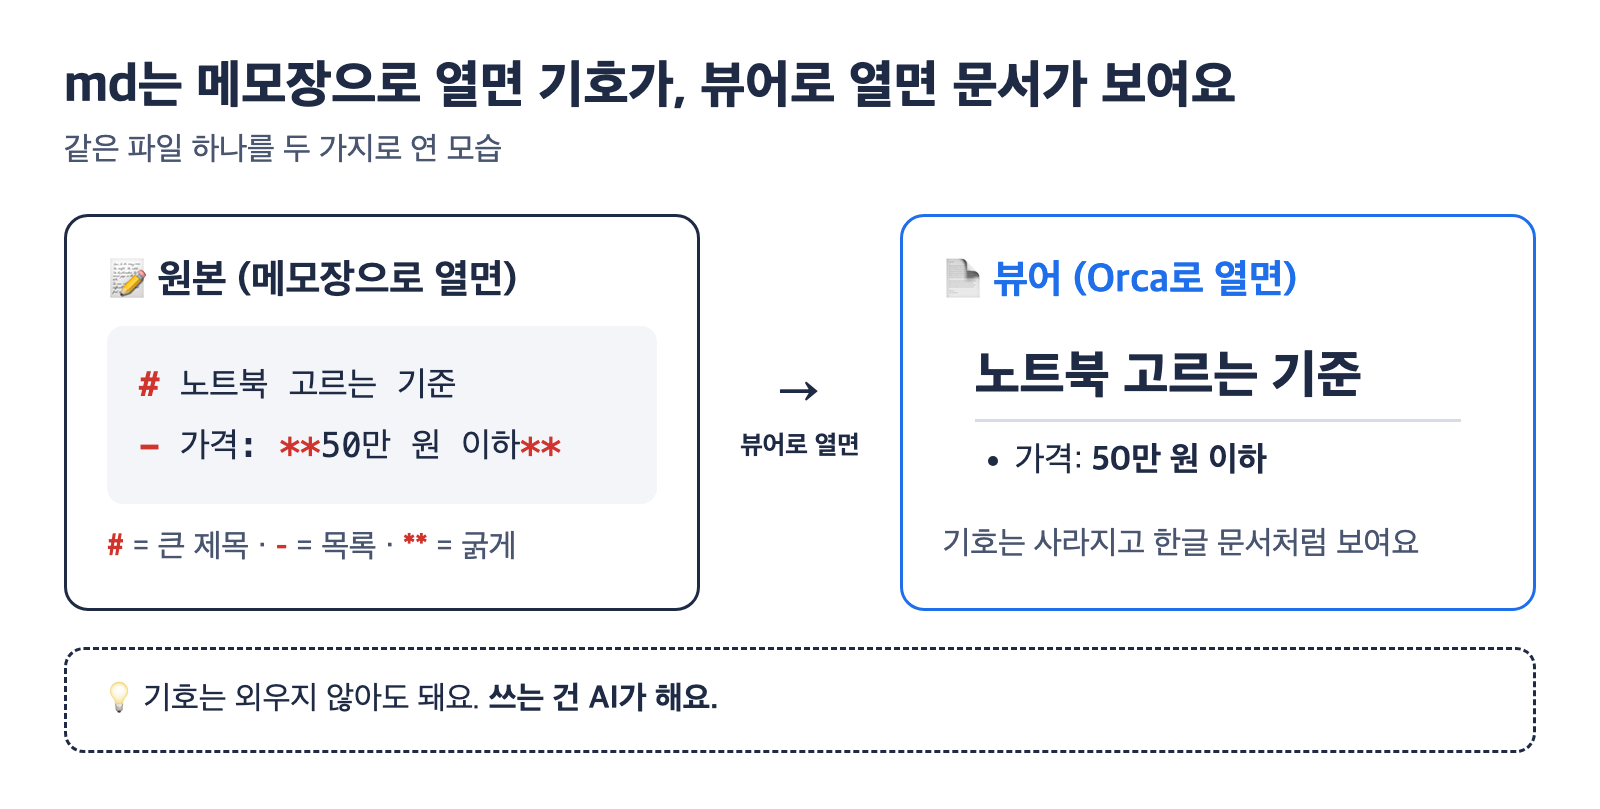 md는 메모장으로 열면 기호가, 뷰어로 열면 문서가 보여요
같은 파일 하나를 두 가지로 연 모습
원본 (메모장으로 열면)
# 노트북 고르는 기준
- 가격: **50만 원 이하**
# = 큰 제목 · - = 목록 · ** = 굵게
→
뷰어로 열면
뷰어 (Orca로 열면)
노트북 고르는 기준
• 가격: 50만 원 이하
기호는 사라지고 한글 문서처럼 보여요
기호는 외우지 않아도 돼요. 쓰는 건 AI가 해요.